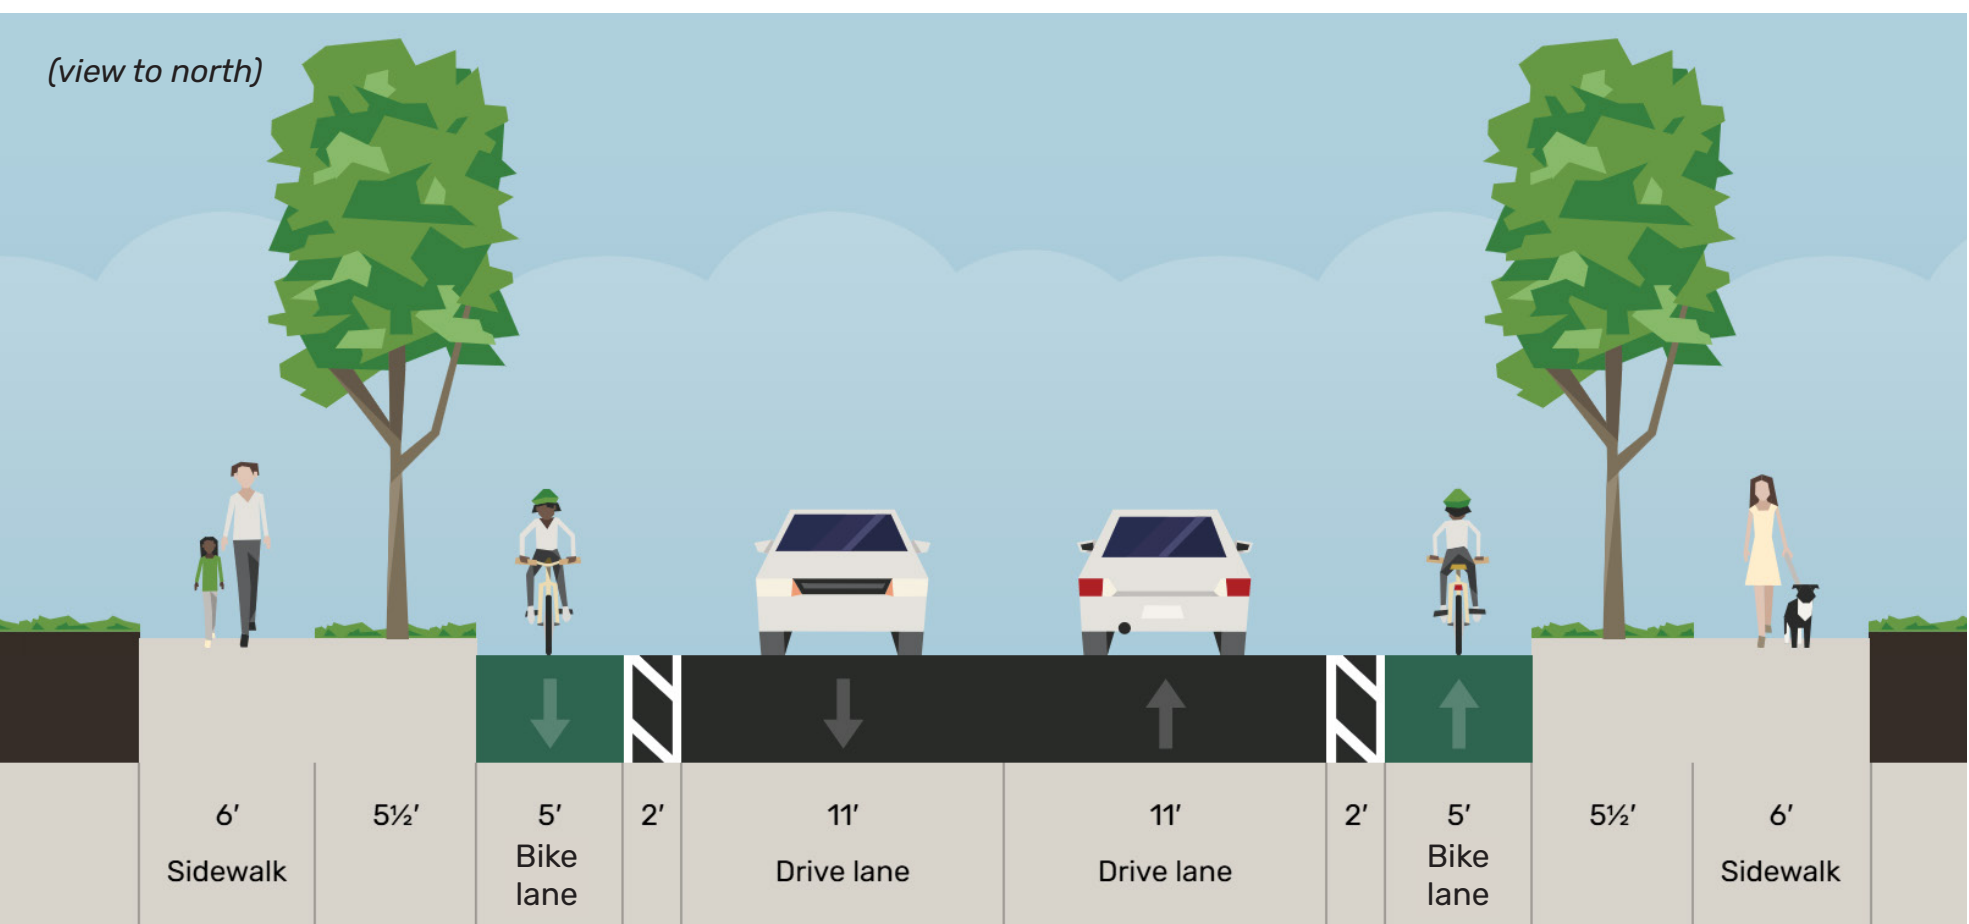 (view to north)
6′ 5½′ 5′ 2′ 11′ 11′ 2′ 5′ 5½′ 6′
Sidewalk Bike lane Drive lane Drive lane Bike lane Sidewalk